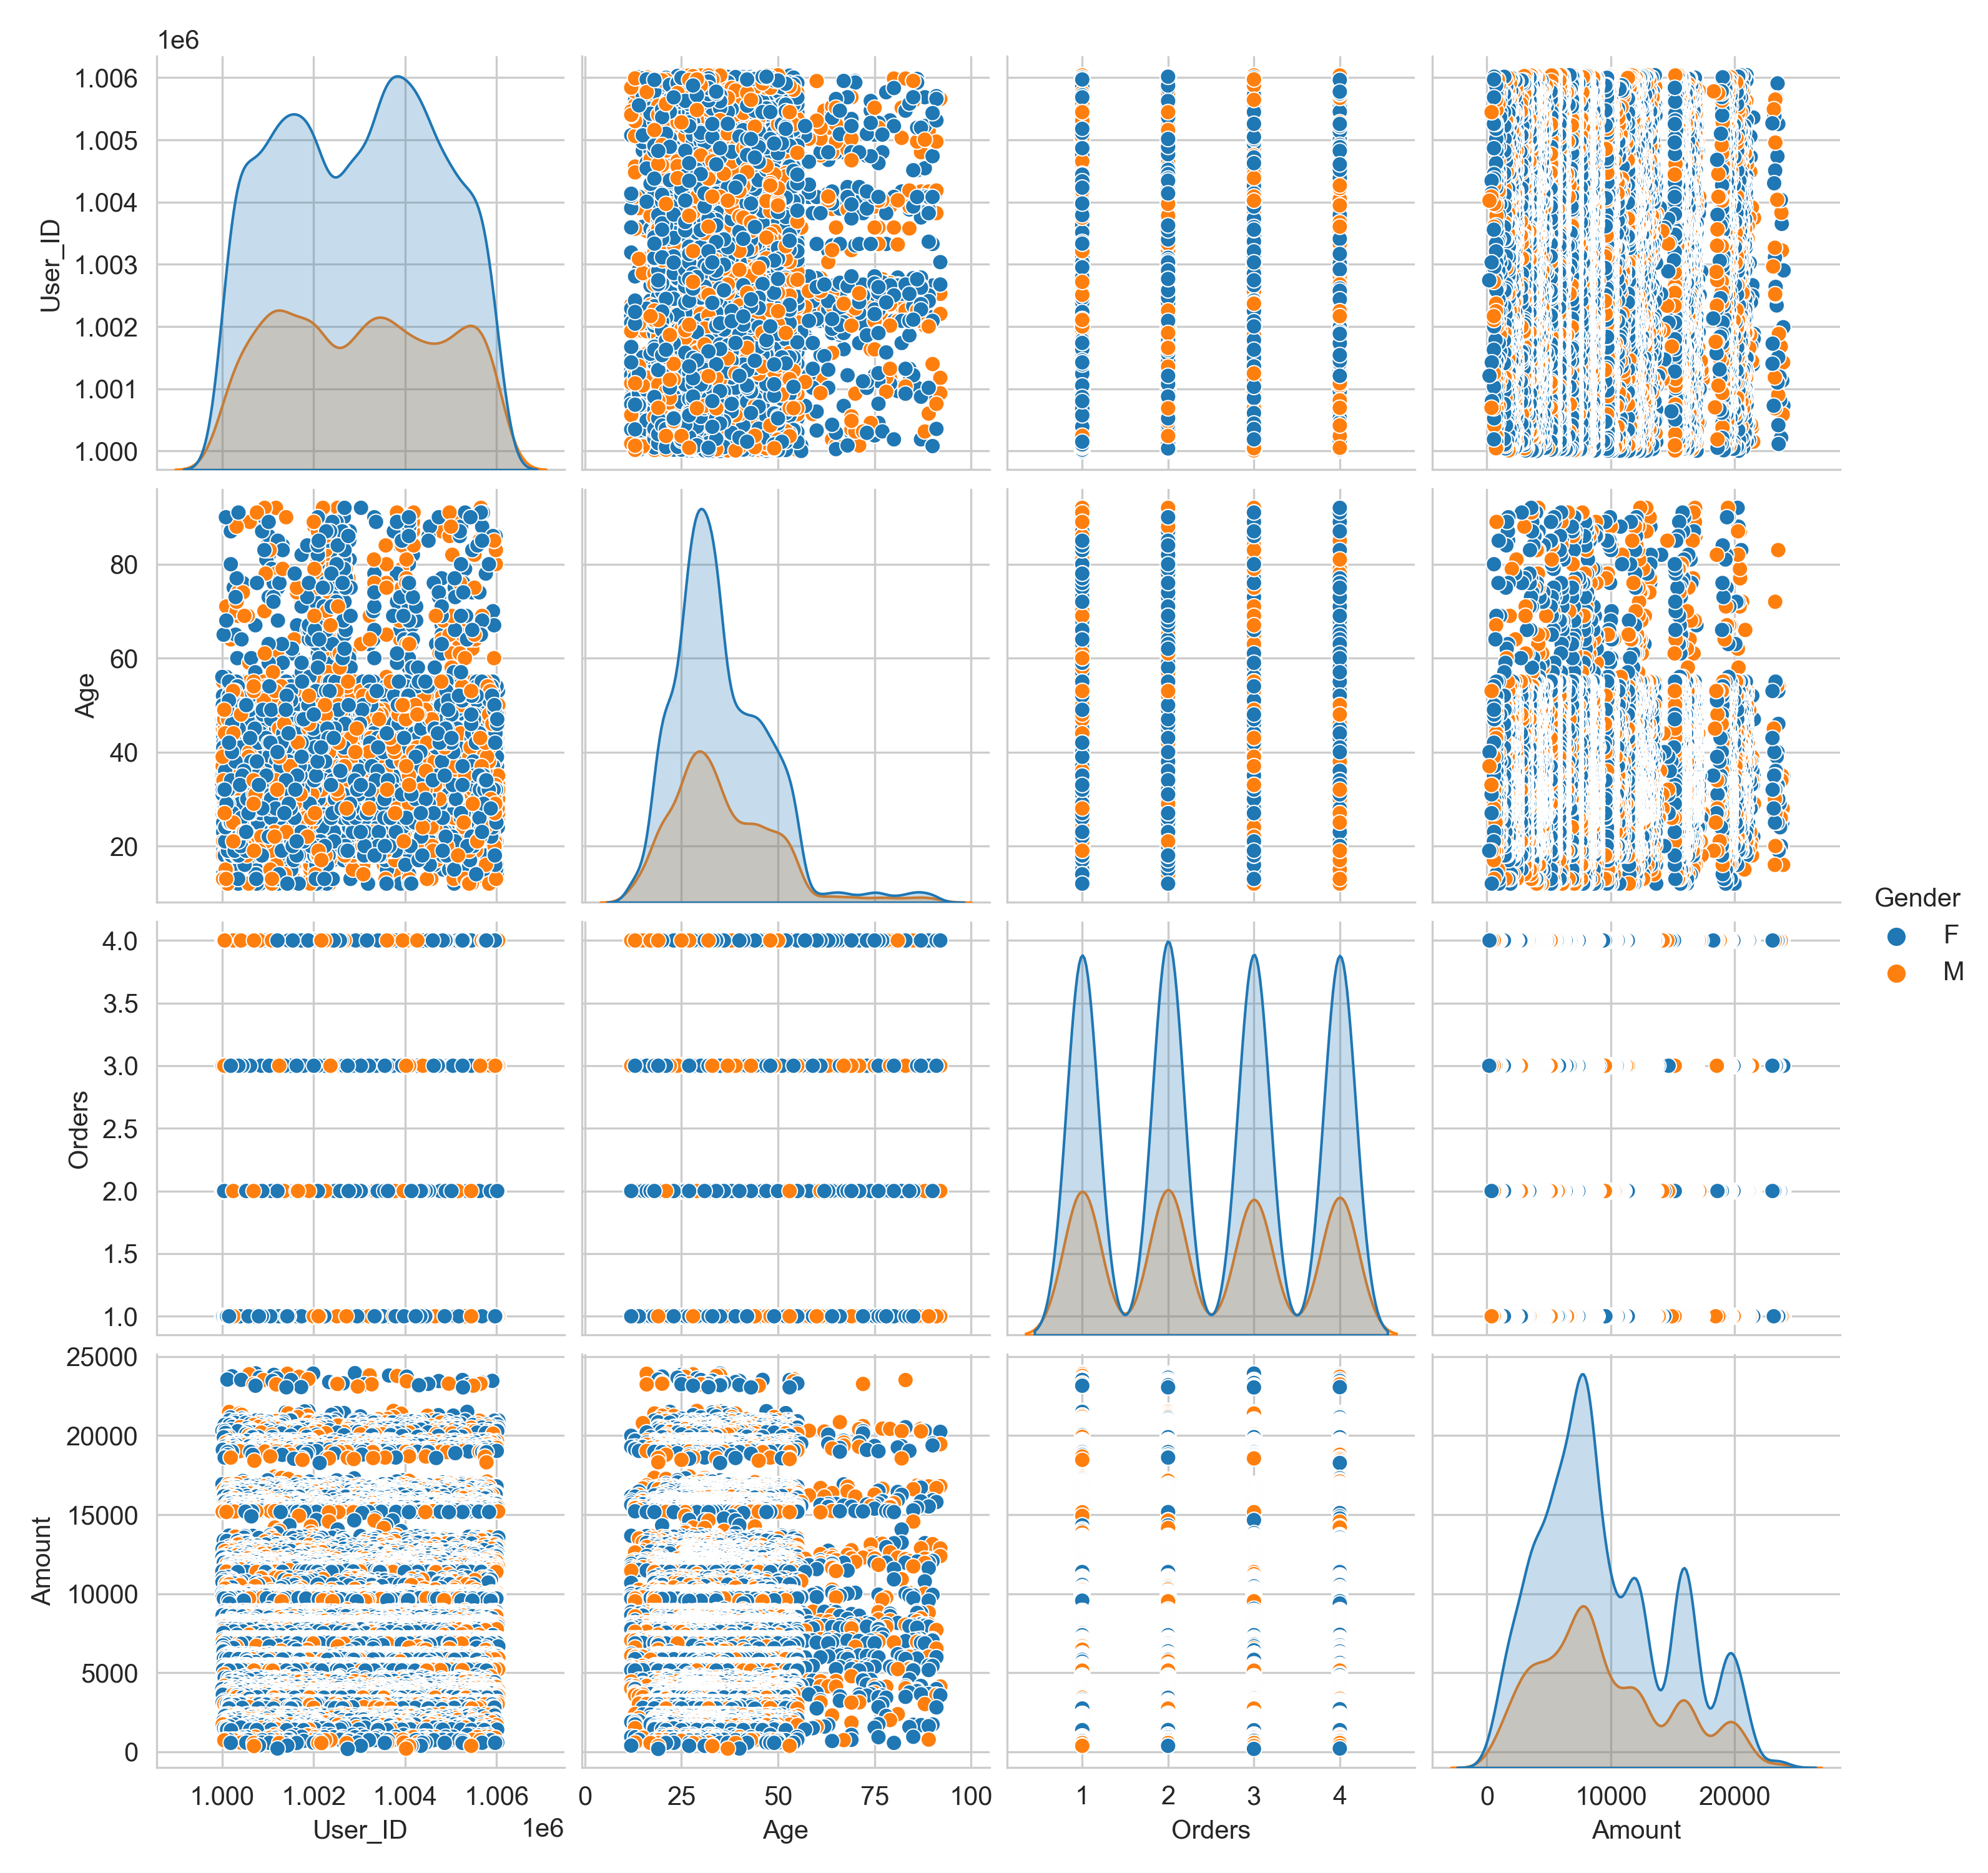 1e6
1.006
1.005
1.004
1.003
1.002
1.001
1.000
User_ID
80
60
40
20
Age
4.0
3.5
3.0
2.5
2.0
1.5
1.0
Orders
25000
20000
15000
10000
5000
0
Amount
1.000 1.002 1.004 1.006
1e6
User_ID
0 25 50 75 100
Age
1 2 3 4
Orders
0 10000 20000
Amount
Gender
F
M